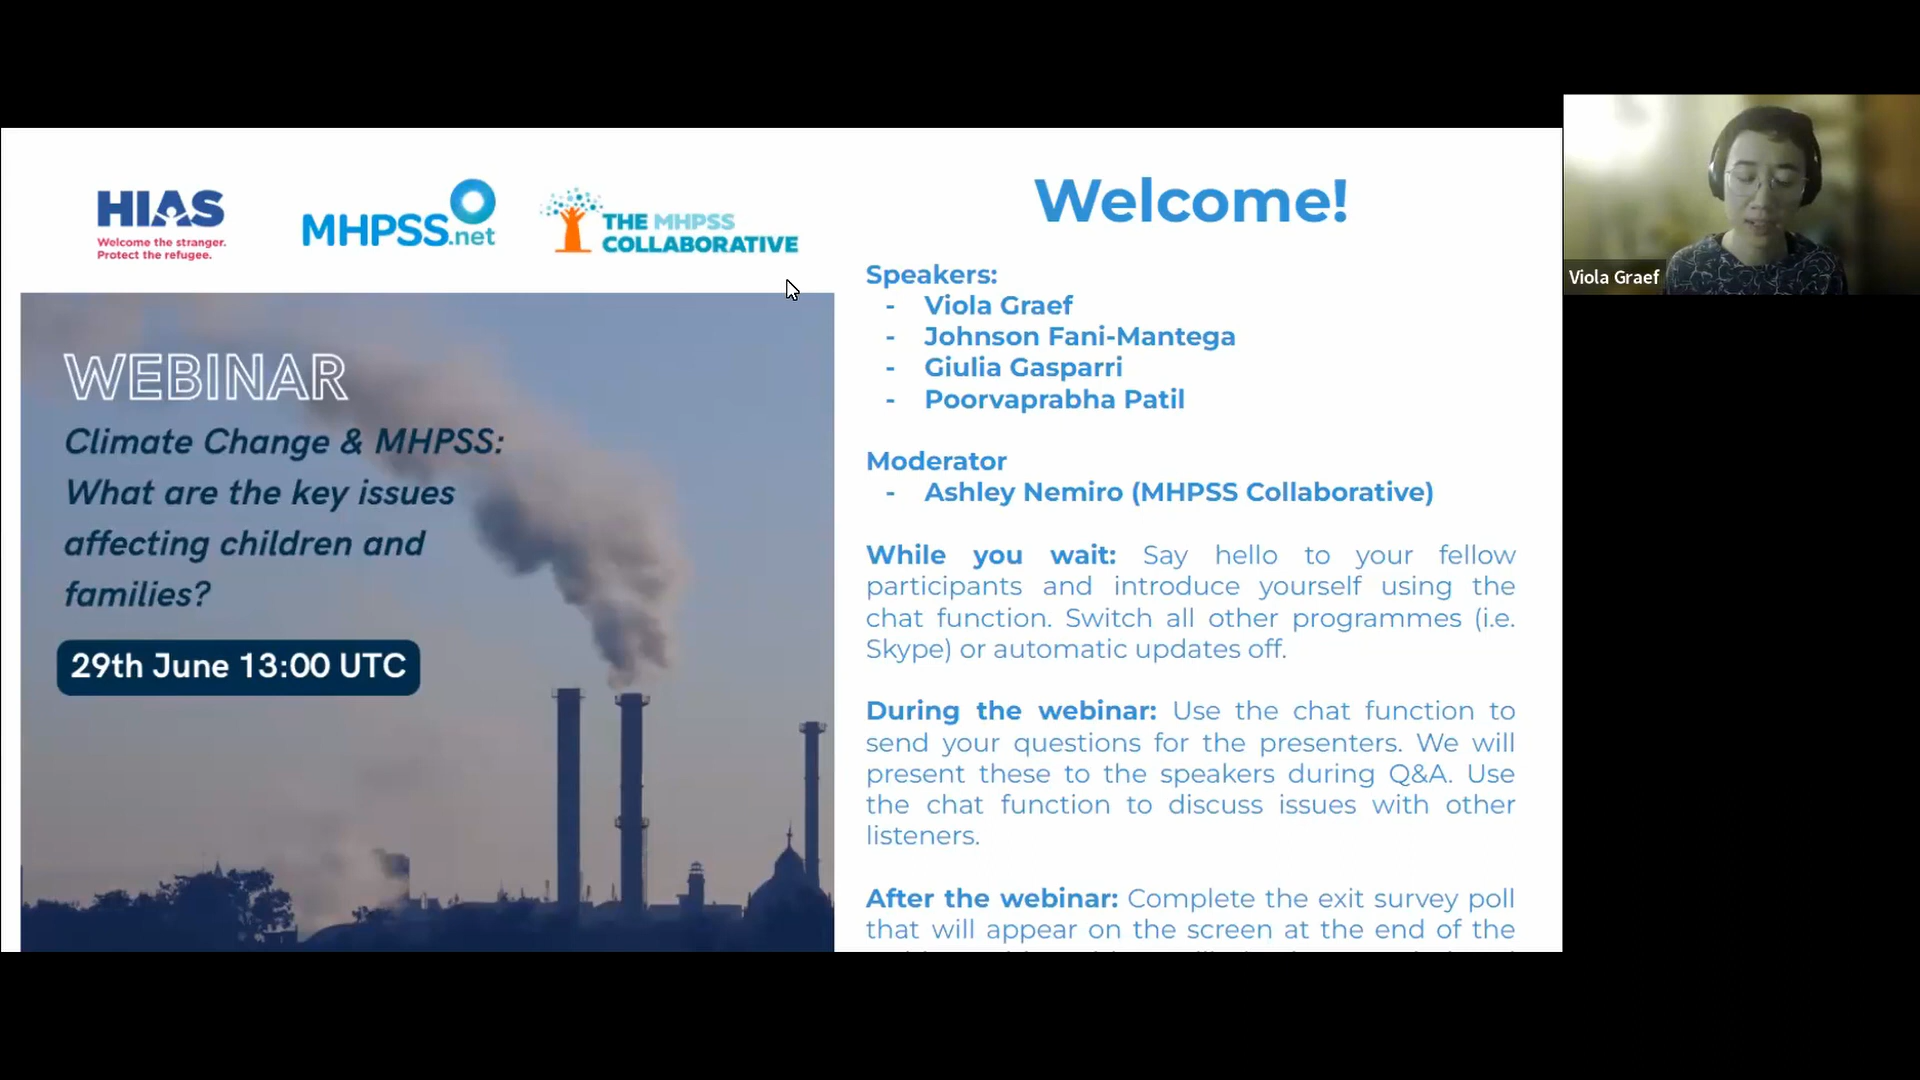 HIAS
Welcome the stranger.
Protect the refugee.
MHPSS.net
THE MHPSS
COLLABORATIVE
WEBINAR
Climate Change & MHPSS:
What are the key issues
affecting children and
families?
29th June 13:00 UTC
Welcome!
Speakers:
- Viola Graef
- Johnson Fani-Mantega
- Giulia Gasparri
- Poorvaprabha Patil
Moderator
- Ashley Nemiro (MHPSS Collaborative)
While you wait: Say hello to your fellow
participants and introduce yourself using the
chat function. Switch all other programmes (i.e.
Skype) or automatic updates off.
During the webinar: Use the chat function to
send your questions for the presenters. We will
present these to the speakers during Q&A. Use
the chat function to discuss issues with other
listeners.
After the webinar: Complete the exit survey poll
that will appear on the screen at the end of the
Viola Graef